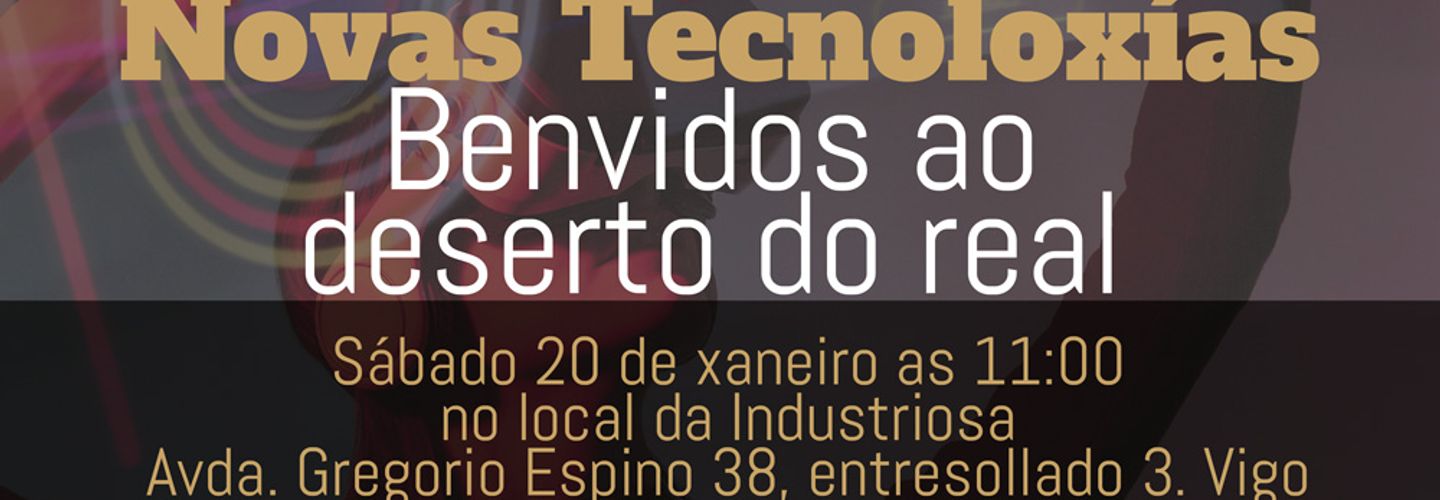 Novas Tecnoloxías
Benvidos ao
deserto do real
Sábado 20 de xaneiro as 11:00
no local da Industriosa
Avda. Gregorio Espino 38, entresollado 3. Vigo